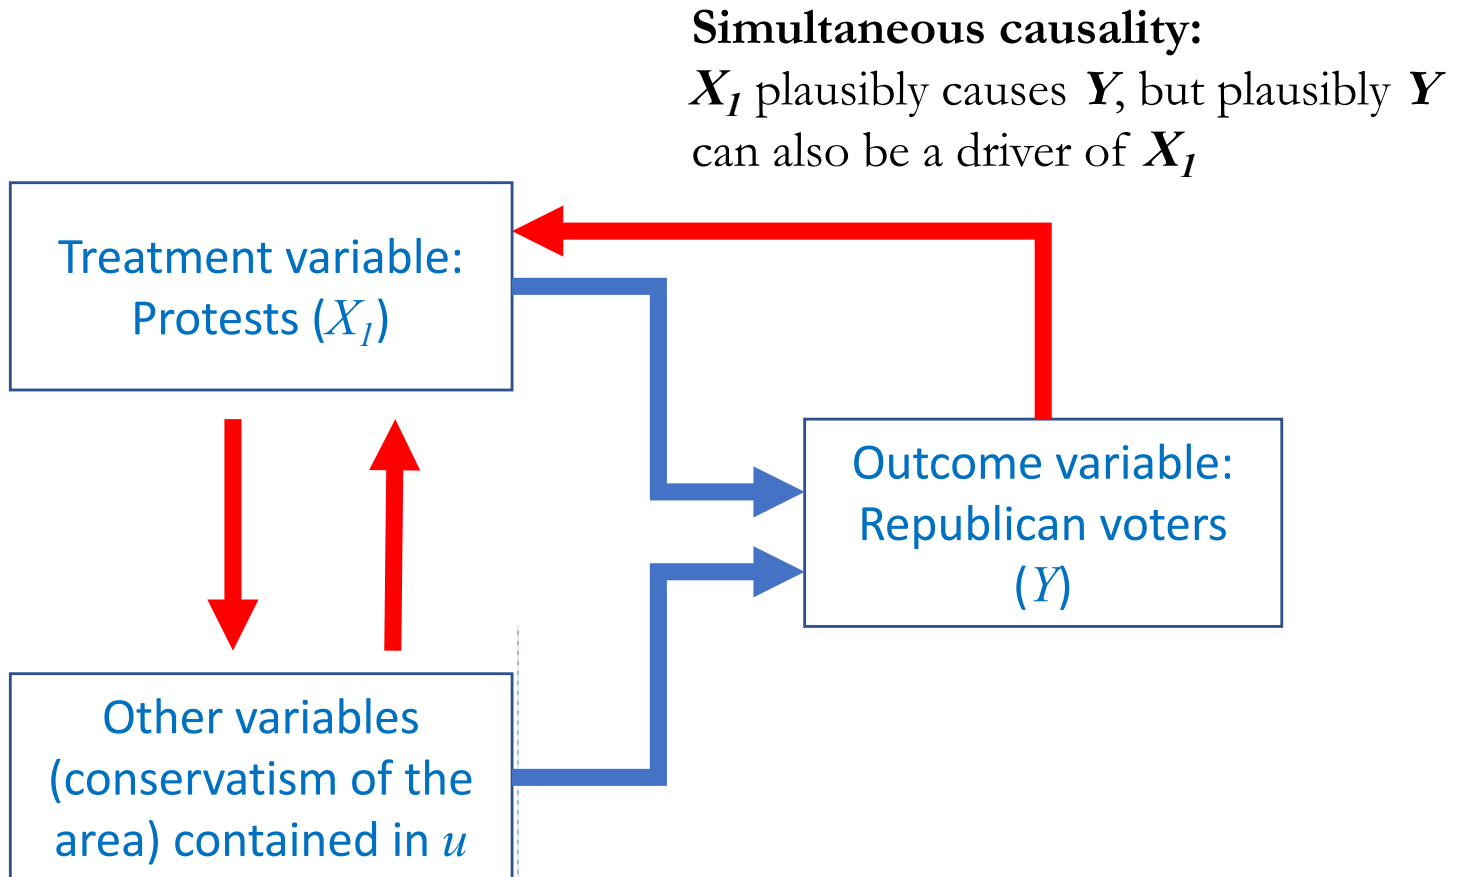 Simultaneous causality:
X1 plausibly causes Y, but plausibly Y
can also be a driver of X1
Treatment variable:
Protests (X1)
Outcome variable:
Republican voters
(Y)
Other variables
(conservatism of the
area) contained in u